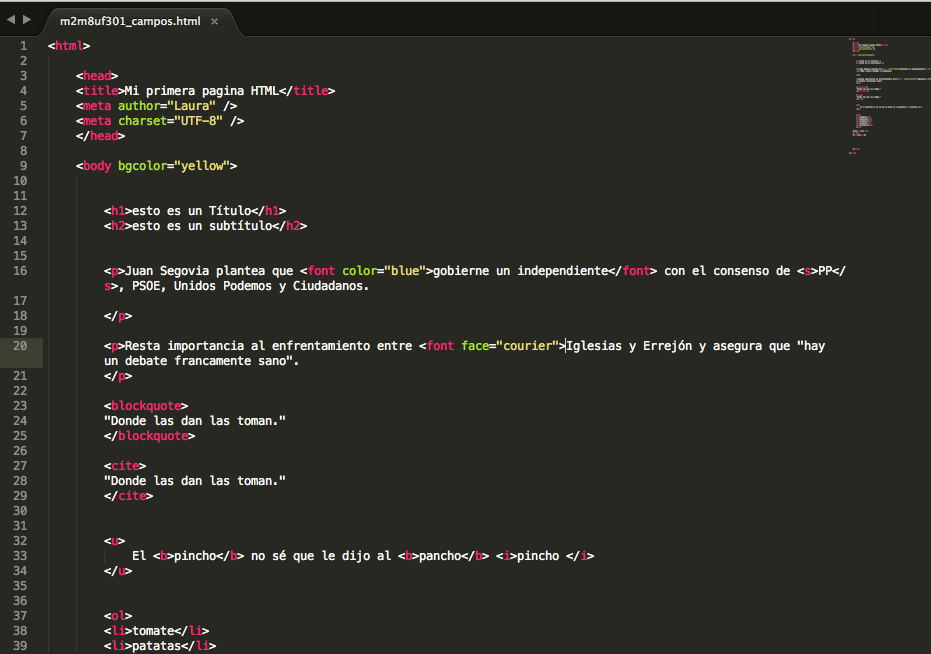 m2m8uf301_campos.html ×
1 <html>
2
3 <head>
4 <title>Mi primera pagina HTML</title>
5 <meta author="Laura" />
6 <meta charset="UTF-8" />
7 </head>
8
9 <body bgcolor="yellow">
10
11
12 <h1>esto es un Título</h1>
13 <h2>esto es un subtítulo</h2>
14
15
16 <p>Juan Segovia plantea que <font color="blue">gobierne un independiente</font> con el consenso de <s>PP</
s>, PSOE, Unidos Podemos y Ciudadanos.
17
18 </p>
19
20 <p>Resta importancia al enfrentamiento entre <font face="courier">Iglesias y Errejón y asegura que "hay
un debate francamente sano".
21 </p>
22
23 <blockquote>
24 "Donde las dan las toman."
25 </blockquote>
26
27 <cite>
28 "Donde las dan las toman."
29 </cite>
30
31
32 <u>
33 El <b>pincho</b> no sé que le dijo al <b>pancho</b> <i>pincho </i>
34 </u>
35
36
37 <ol>
38 <li>tomate</li>
39 <li>patatas</li>